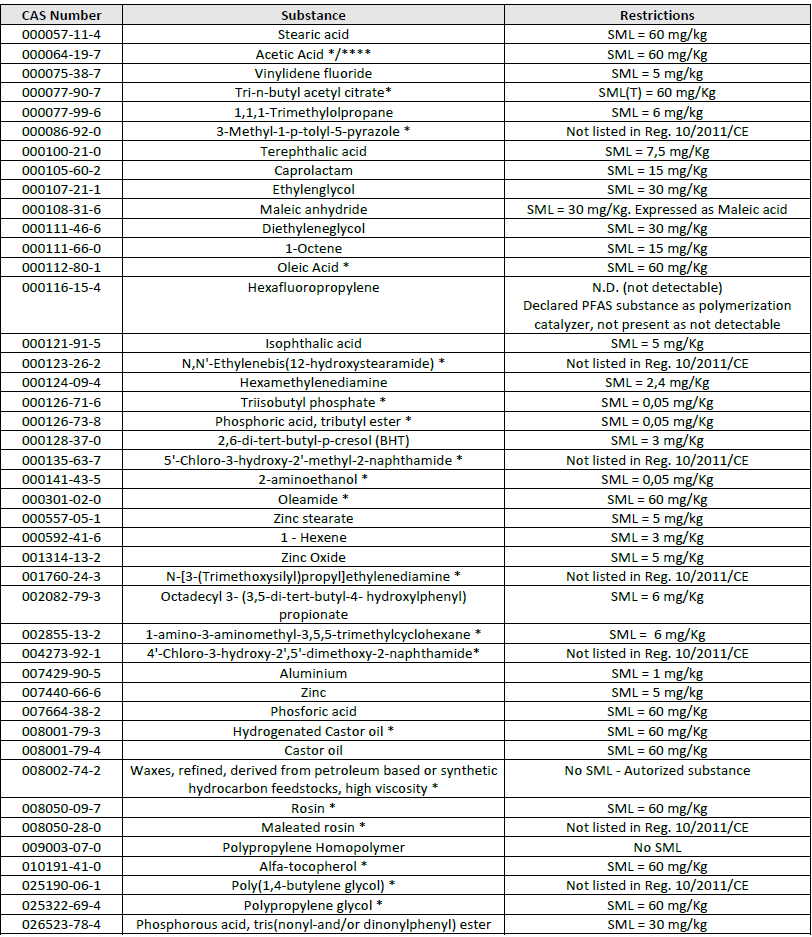 CAS Number Substance Restrictions
000057-11-4 Stearic acid SML = 60 mg/kg
000064-19-7 Acetic Acid */**** SML = 60 mg/Kg
000075-38-7 Vinylidene fluoride SML = 5 mg/kg
000077-90-7 Tri-n-butyl acetyl citrate* SML(T) = 60 mg/Kg
000077-99-6 1,1,1-Trimethylolpropane SML = 6 mg/kg
000086-92-0 3-Methyl-1-p-tolyl-5-pyrazole * Not listed in Reg. 10/2011/CE
000100-21-0 Terephthalic acid SML = 7,5 mg/Kg
000105-60-2 Caprolactam SML = 15 mg/Kg
000107-21-1 Ethylenglycol SML = 30 mg/Kg
000108-31-6 Maleic anhydride SML = 30 mg/Kg. Expressed as Maleic acid
000111-46-6 Diethyleneglycol SML = 30 mg/Kg
000111-66-0 1-Octene SML = 15 mg/Kg
000112-80-1 Oleic Acid * SML = 60 mg/Kg
000116-15-4 Hexafluoropropylene N.D. (not detectable)
Declared PFAS substance as polymerization
catalyzer, not present as not detectable
000121-91-5 Isophthalic acid SML = 5 mg/Kg
000123-26-2 N,N'-Ethylenebis(12-hydroxystearamide) * Not listed in Reg. 10/2011/CE
000124-09-4 Hexamethylenediamine SML = 2,4 mg/Kg
000126-71-6 Triisobutyl phosphate * SML = 0,05 mg/Kg
000126-73-8 Phosphoric acid, tributyl ester * SML = 0,05 mg/Kg
000128-37-0 2,6-di-tert-butyl-p-cresol (BHT) SML = 3 mg/Kg
000135-63-7 5'-Chloro-3-hydroxy-2'-methyl-2-naphthamide * Not listed in Reg. 10/2011/CE
000141-43-5 2-aminoethanol * SML = 0,05 mg/Kg
000301-02-0 Oleamide * SML = 60 mg/Kg
000557-05-1 Zinc stearate SML = 5 mg/kg
000592-41-6 1 - Hexene SML = 3 mg/Kg
001314-13-2 Zinc Oxide SML = 5 mg/Kg
001760-24-3 N-[3-(Trimethoxysilyl)propyl]ethylenediamine * Not listed in Reg. 10/2011/CE
002082-79-3 Octadecyl 3- (3,5-di-tert-butyl-4- hydroxylphenyl) SML = 6 mg/Kg
propionate
002855-13-2 1-amino-3-aminomethyl-3,5,5-trimethylcyclohexane * SML = 6 mg/Kg
004273-92-1 4'-Chloro-3-hydroxy-2',5'-dimethoxy-2-naphthamide* Not listed in Reg. 10/2011/CE
007429-90-5 Aluminium SML = 1 mg/kg
007440-66-6 Zinc SML = 5 mg/Kg
007664-38-2 Phosforic acid SML = 60 mg/Kg
008001-79-3 Hydrogenated Castor oil * SML = 60 mg/Kg
008001-79-4 Castor oil SML = 60 mg/Kg
008002-74-2 Waxes, refined, derived from petroleum based or synthetic No SML - Autorized substance
hydrocarbon feedstocks, high viscosity *
008050-09-7 Rosin * SML = 60 mg/Kg
008050-28-0 Maleated rosin * Not listed in Reg. 10/2011/CE
009003-07-0 Polypropylene Homopolymer No SML
010191-41-0 Alfa-tocopherol * SML = 60 mg/Kg
025190-06-1 Poly(1,4-butylene glycol) * Not listed in Reg. 10/2011/CE
025322-69-4 Polypropylene glycol * SML = 60 mg/Kg
026523-78-4 Phosphorous acid, tris(nonyl-and/or dinonylphenyl) ester SML = 30 mg/kg